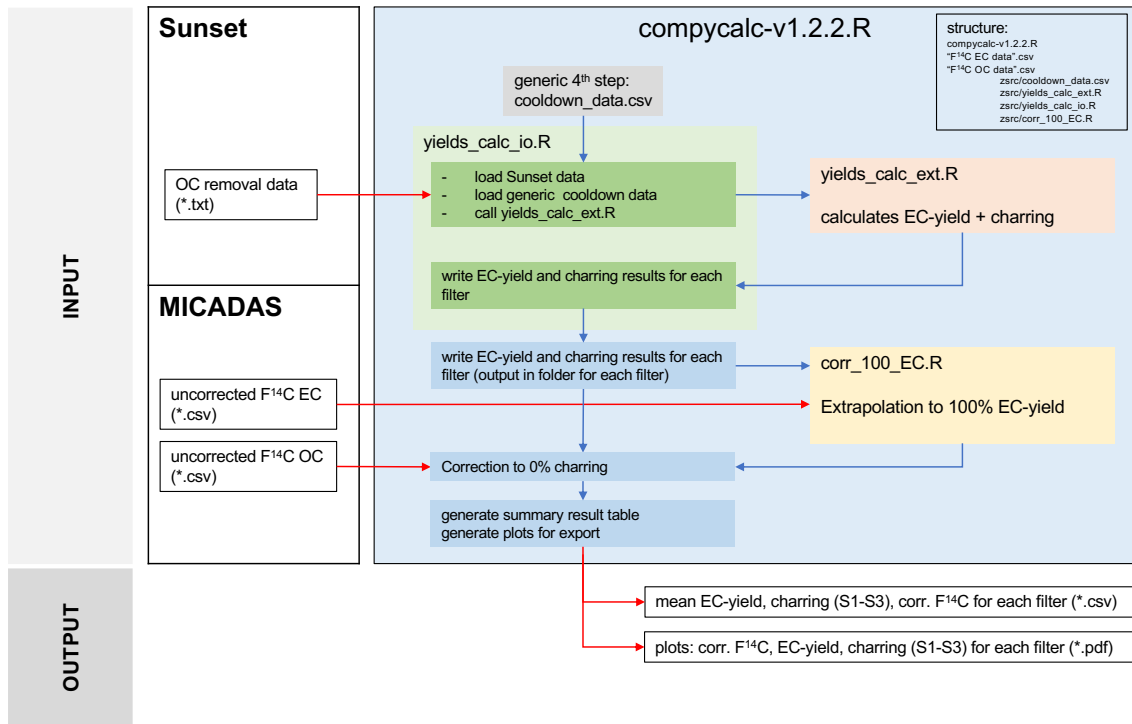 Sunset
compycalc-v1.2.2.R
structure:
compycalc-v1.2.2.R
“F¹⁴C EC data”.csv
“F¹⁴C OC data”.csv
zsrc/cooldown_data.csv
zsrc/yields_calc_ext.R
zsrc/yields_calc_io.R
zsrc/corr_100_EC.R
generic 4ᵗʰ step:
cooldown_data.csv
yields_calc_io.R
OC removal data
(*.txt)
- load Sunset data
- load generic cooldown data
- call yields_calc_ext.R
yields_calc_ext.R
calculates EC-yield + charring
INPUT
write EC-yield and charring results for each
filter
MICADAS
write EC-yield and charring results for each
filter (output in folder for each filter)
corr_100_EC.R
Extrapolation to 100% EC-yield
uncorrected F¹⁴C EC
(*.csv)
uncorrected F¹⁴C OC
(*.csv)
Correction to 0% charring
generate summary result table
generate plots for export
OUTPUT
mean EC-yield, charring (S1-S3), corr. F¹⁴C for each filter (*.csv)
plots: corr. F¹⁴C, EC-yield, charring (S1-S3) for each filter (*.pdf)